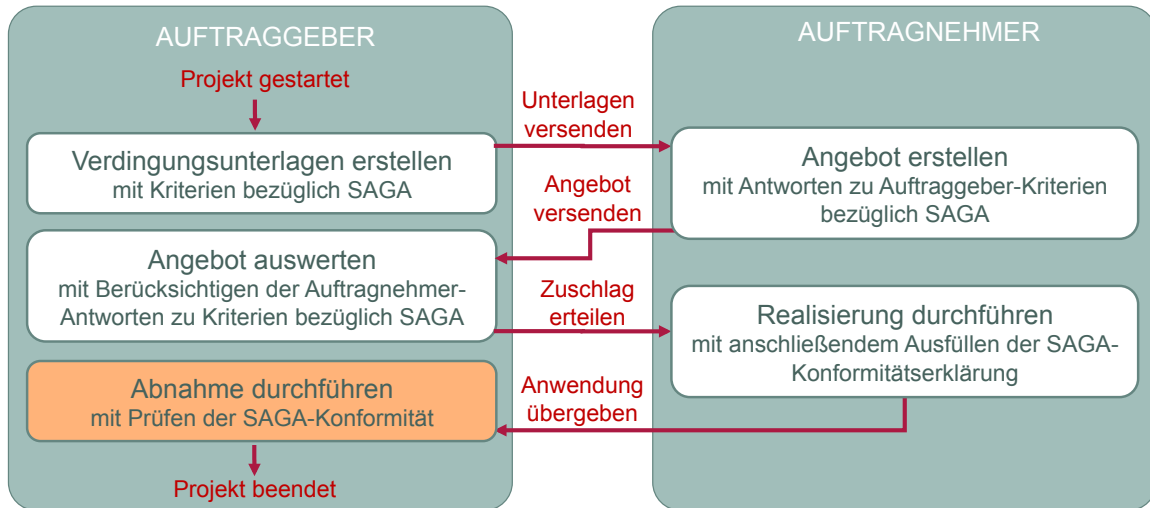 AUFTRAGGEBER
Projekt gestartet
Verdingungsunterlagen erstellen
mit Kriterien bezüglich SAGA
Unterlagen
versenden
AUFTRAGNEHMER
Angebot erstellen
mit Antworten zu Auftraggeber-Kriterien
bezüglich SAGA
Angebot
versenden
Angebot auswerten
mit Berücksichtigen der Auftragnehmer-
Antworten zu Kriterien bezüglich SAGA
Zuschlag
erteilen
Realisierung durchführen
mit anschließendem Ausfüllen der SAGA-
Konformitätserklärung
Anwendung
übergeben
Abnahme durchführen
mit Prüfen der SAGA-Konformität
Projekt beendet